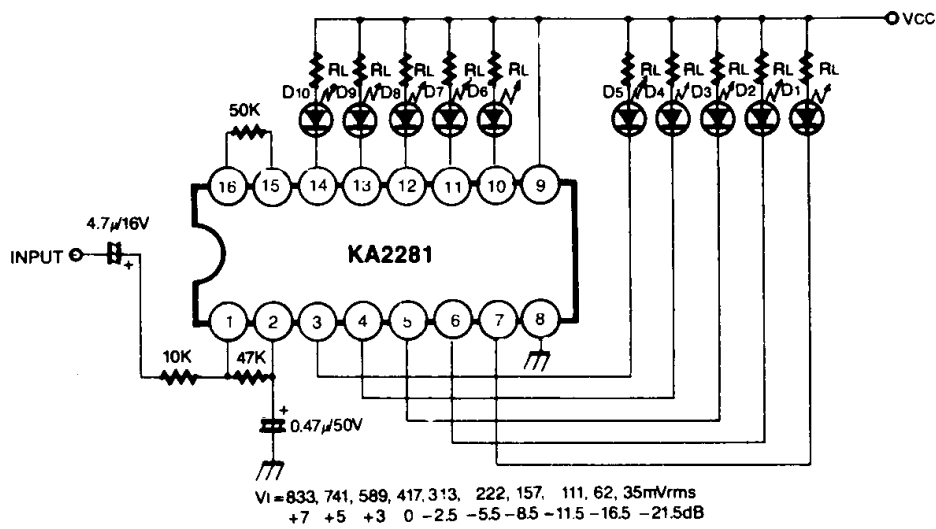 VCC
RL RL RL RL RL RL RL RL RL RL
D10 D9 D8 D7 D6 D5 D4 D3 D2 D1
50K
16 15 14 13 12 11 10 9
4.7μ/16V
INPUT
+
KA2281
1 2 3 4 5 6 7 8
10K 47K
+
0.47μ/50V
VI=833, 741, 589, 417, 313, 222, 157, 111, 62, 35mVrms
+7 +5 +3 0 −2.5 −5.5 −8.5 −11.5 −16.5 −21.5dB